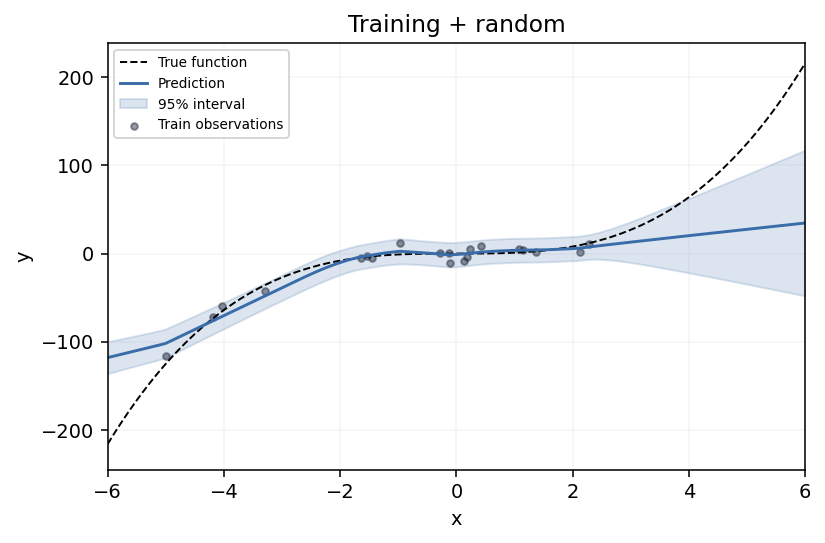 Training + random
True function
Prediction
95% interval
Train observations
200
100
0
−100
−200
y
−6
−4
−2
0
2
4
6
x